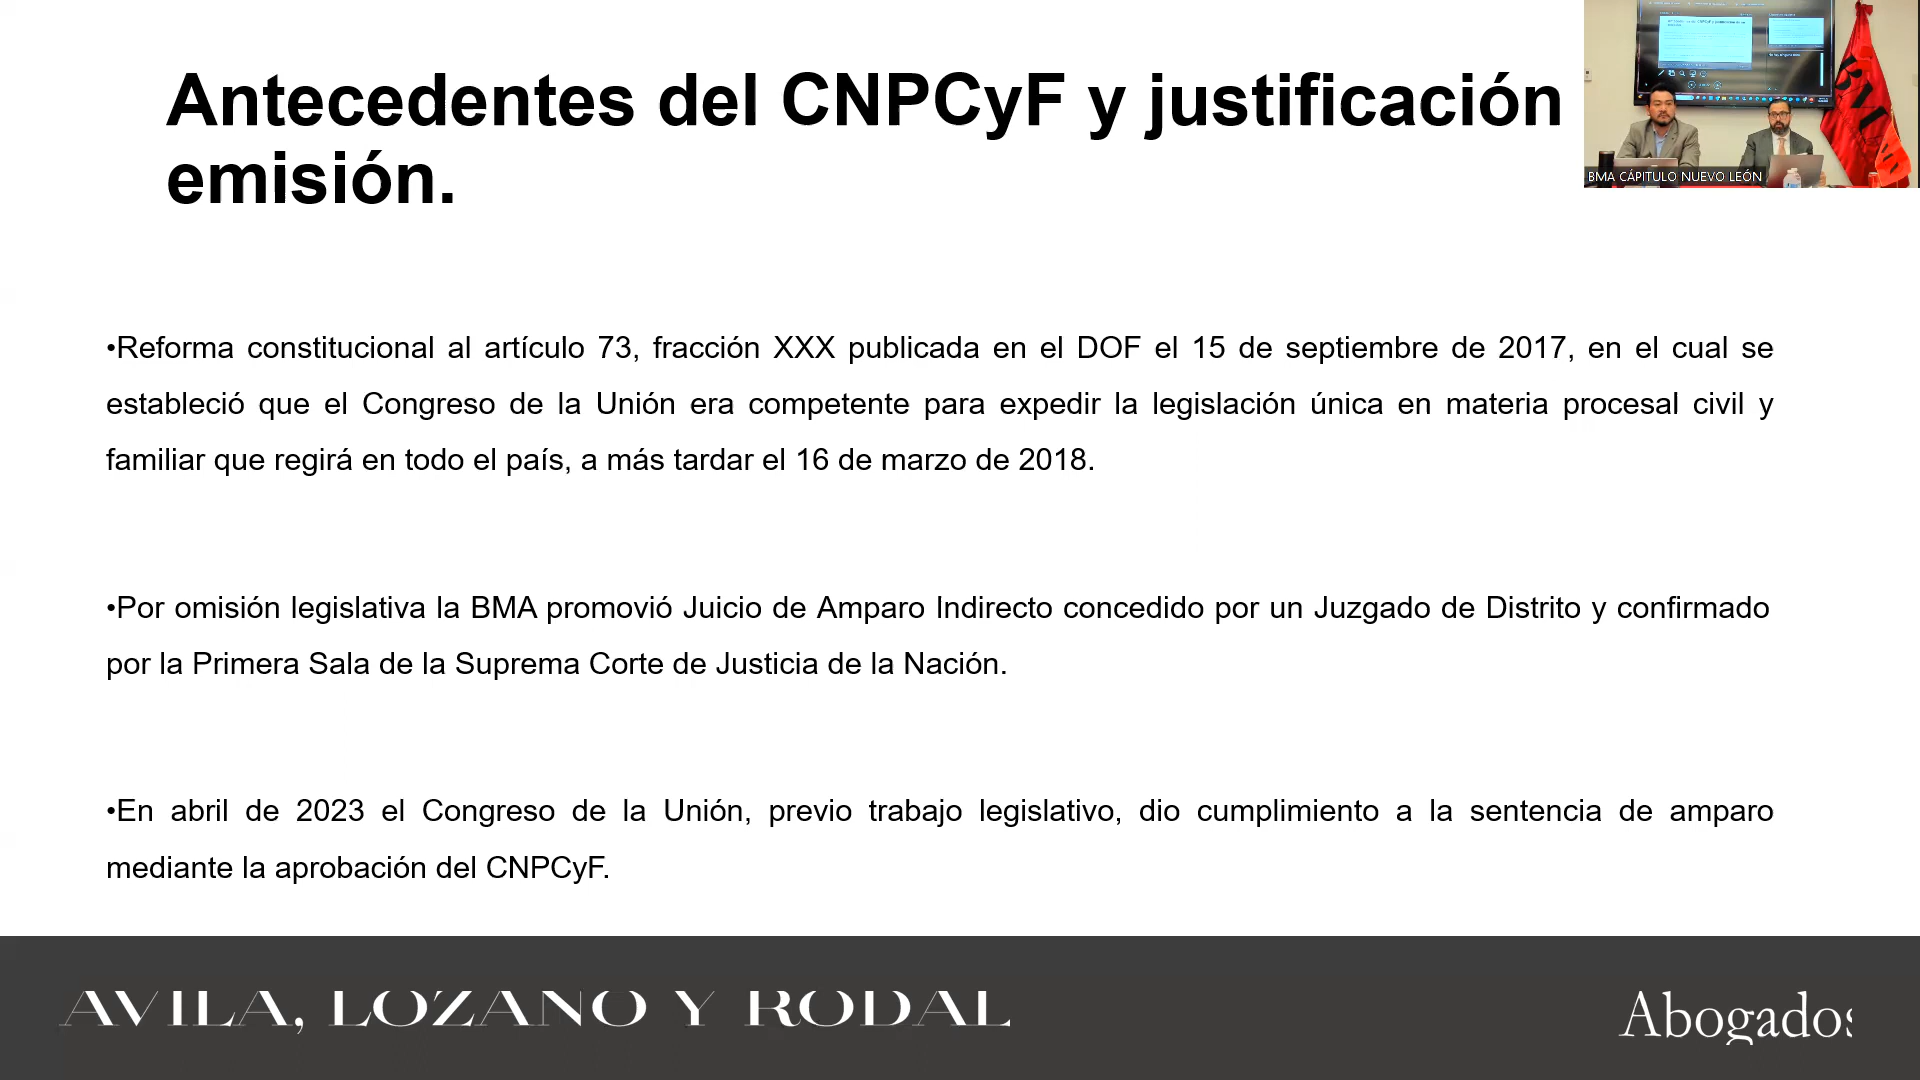 Antecedentes del CNPCyF y justificación
emisión.
BMA CÁPITULO NUEVO LEÓN
•Reforma constitucional al artículo 73, fracción XXX publicada en el DOF el 15 de septiembre de 2017, en el cual se
estableció que el Congreso de la Unión era competente para expedir la legislación única en materia procesal civil y
familiar que regirá en todo el país, a más tardar el 16 de marzo de 2018.
•Por omisión legislativa la BMA promovió Juicio de Amparo Indirecto concedido por un Juzgado de Distrito y confirmado
por la Primera Sala de la Suprema Corte de Justicia de la Nación.
•En abril de 2023 el Congreso de la Unión, previo trabajo legislativo, dio cumplimiento a la sentencia de amparo
mediante la aprobación del CNPCyF.
AVILA, LOZANO Y RODAL
Abogados